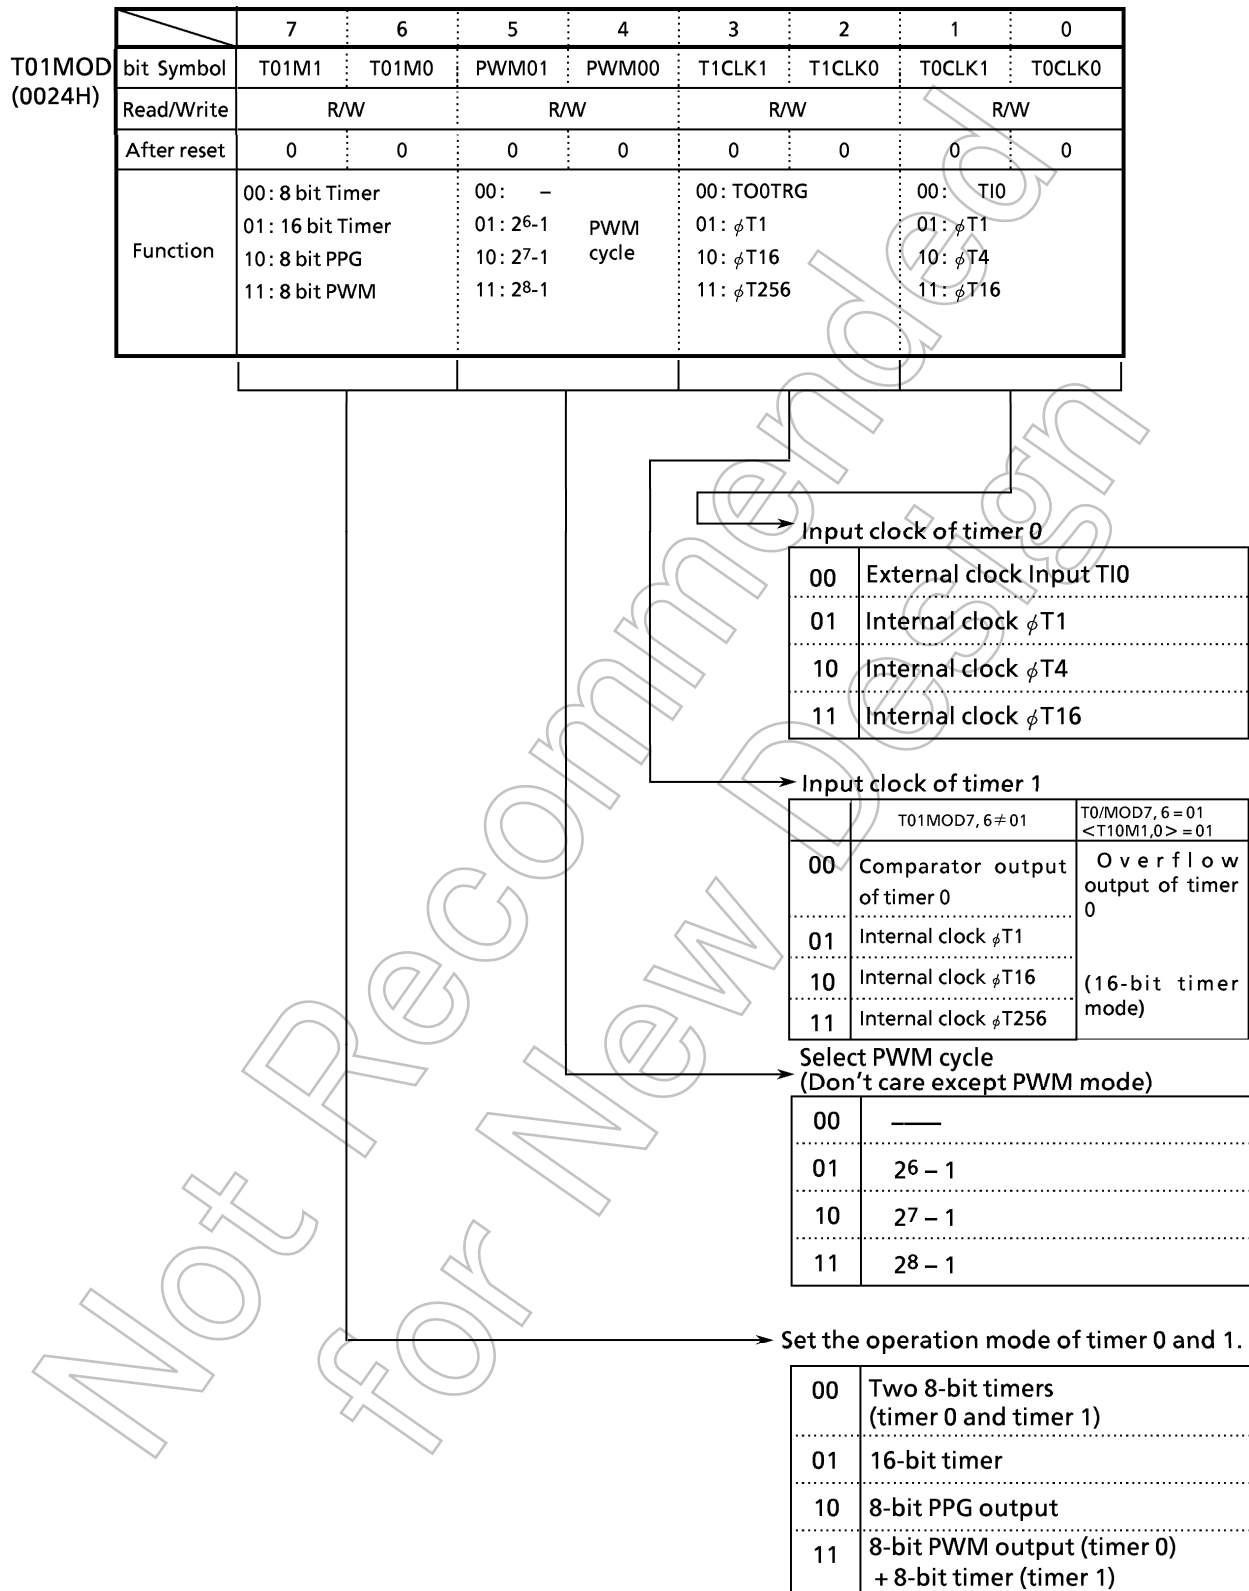 7 6 5 4 3 2 1 0
T01MOD (0024H)
bit Symbol T01M1 T01M0 PWM01 PWM00 T1CLK1 T1CLK0 T0CLK1 T0CLK0
Read/Write R/W R/W R/W R/W
After reset 0 0 0 0 0 0 0 0
Function
00: 8 bit Timer
01: 16 bit Timer
10: 8 bit PPG
11: 8 bit PWM
00: –
01: 2⁶-1
10: 2⁷-1
11: 2⁸-1
PWM
cycle
00: TO0TRG
01: ϕT1
10: ϕT16
11: ϕT256
00: TI0
01: ϕT1
10: ϕT4
11: ϕT16
Input clock of timer 0
00 External clock Input TI0
01 Internal clock ϕT1
10 Internal clock ϕT4
11 Internal clock ϕT16
Input clock of timer 1
T01MOD7, 6 ≠ 01
T0/MOD7, 6 = 01
<T10M1,0> = 01
00 Comparator output
of timer 0
01 Internal clock ϕT1
10 Internal clock ϕT16
11 Internal clock ϕT256
Overflow
output of timer
0
(16-bit timer
mode)
Select PWM cycle
(Don't care except PWM mode)
00 —
01 2⁶ – 1
10 2⁷ – 1
11 2⁸ – 1
Set the operation mode of timer 0 and 1.
00 Two 8-bit timers
(timer 0 and timer 1)
01 16-bit timer
10 8-bit PPG output
11 8-bit PWM output (timer 0)
+ 8-bit timer (timer 1)
Not Recommended
for New Design